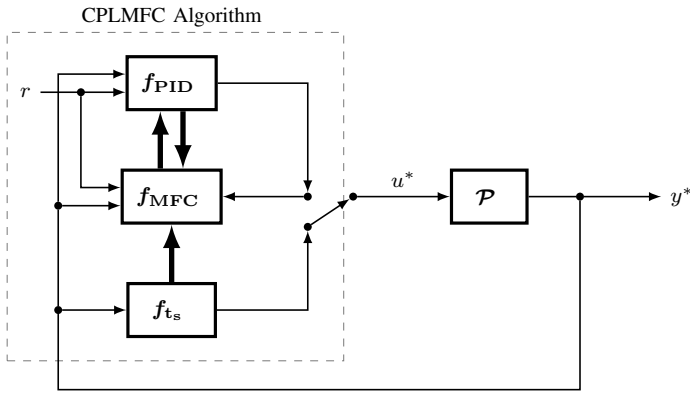 CPLMFC Algorithm
f_PID
r
f_MFC
u*
𝒫
y*
f_ts